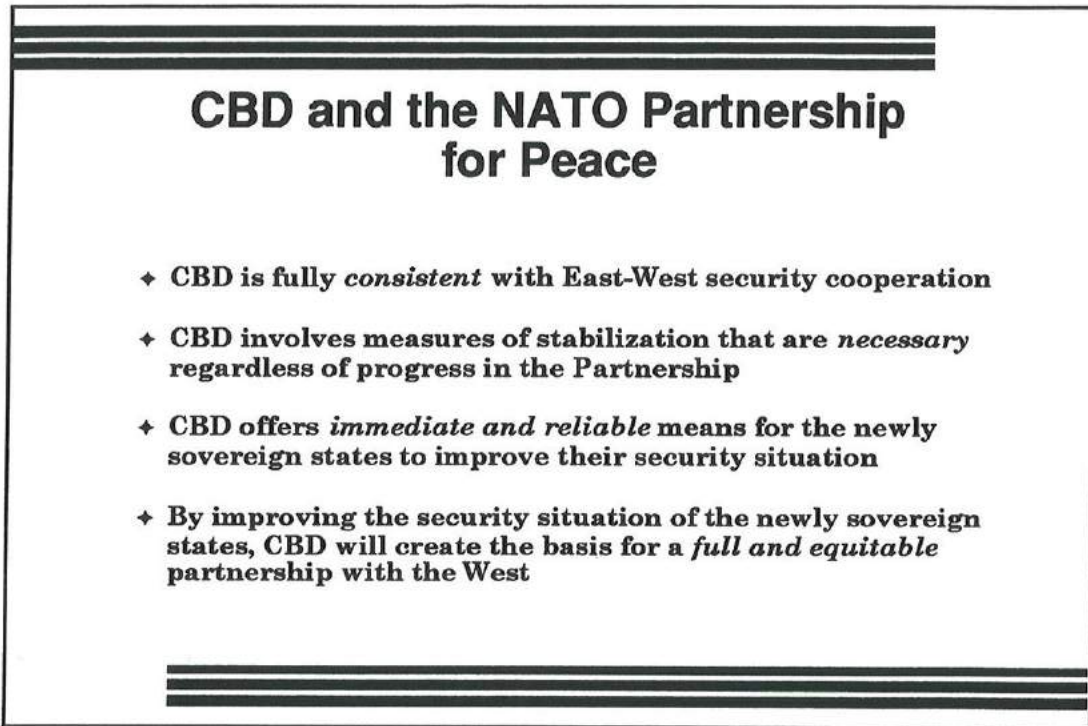 CBD and the NATO Partnership
for Peace
✦ CBD is fully consistent with East-West security cooperation
✦ CBD involves measures of stabilization that are necessary
regardless of progress in the Partnership
✦ CBD offers immediate and reliable means for the newly
sovereign states to improve their security situation
✦ By improving the security situation of the newly sovereign
states, CBD will create the basis for a full and equitable
partnership with the West